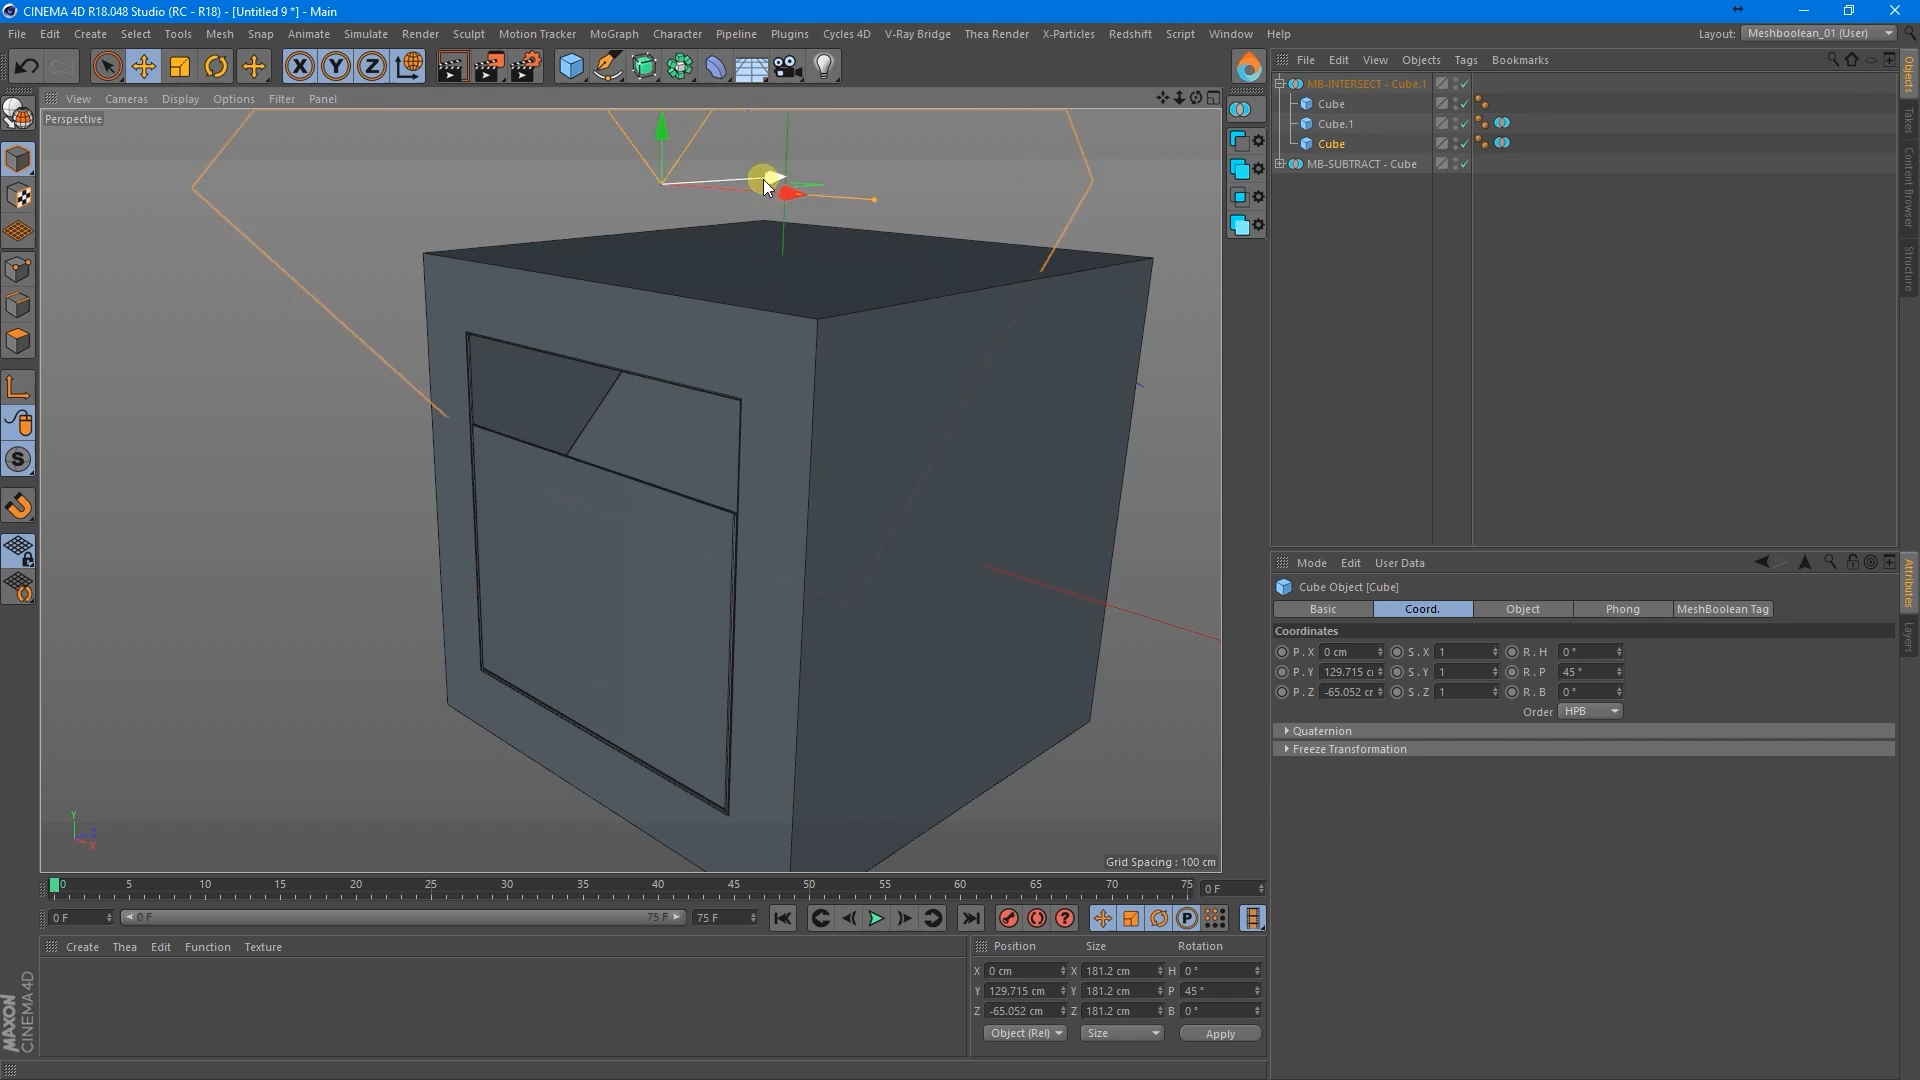 CINEMA 4D R18.048 Studio (RC - R18) - [Untitled 9 *] - Main
File Edit Create Select Tools Mesh Snap Animate Simulate Render Sculpt Motion Tracker MoGraph Character Pipeline Plugins Cycles 4D V-Ray Bridge Thea Render X-Particles Redshift Script Window Help
Layout: Meshboolean_01 (User)
X Y Z
View Cameras Display Options Filter Panel
Perspective
File Edit View Objects Tags Bookmarks
MB-INTERSECT - Cube.1
Cube
Cube.1
Cube
MB-SUBTRACT - Cube
Objects
Takes
Content Browser
Structure
S
Y
Z
X
Grid Spacing : 100 cm
Mode Edit User Data
Cube Object [Cube]
Basic Coord. Object Phong MeshBoolean Tag
Coordinates
P . X 0 cm S . X 1 R . H 0 °
P . Y 129.715 c S . Y 1 R . P 45 °
P . Z -65.052 cr S . Z 1 R . B 0 °
Order HPB
Quaternion
Freeze Transformation
Attributes
Layers
0 5 10 15 20 25 30 35 40 45 50 55 60 65 70 75 0 F
0 F 0 F 75 F 75 F
P
Create Thea Edit Function Texture
Position Size Rotation
X 0 cm X 181.2 cm H 0 °
Y 129.715 cm Y 181.2 cm P 45 °
Z -65.052 cm Z 181.2 cm B 0 °
Object (Rel) Size Apply
MAXON
CINEMA 4D